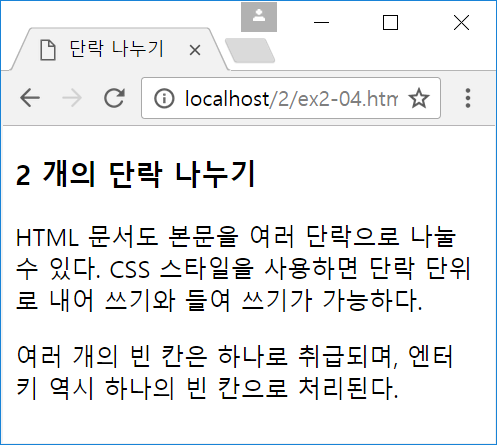 단락 나누기
localhost/2/ex2-04.htm
2 개의 단락 나누기
HTML 문서도 본문을 여러 단락으로 나눌
수 있다. CSS 스타일을 사용하면 단락 단위
로 내어 쓰기와 들여 쓰기가 가능하다.
여러 개의 빈 칸은 하나로 취급되며, 엔터
키 역시 하나의 빈 칸으로 처리된다.